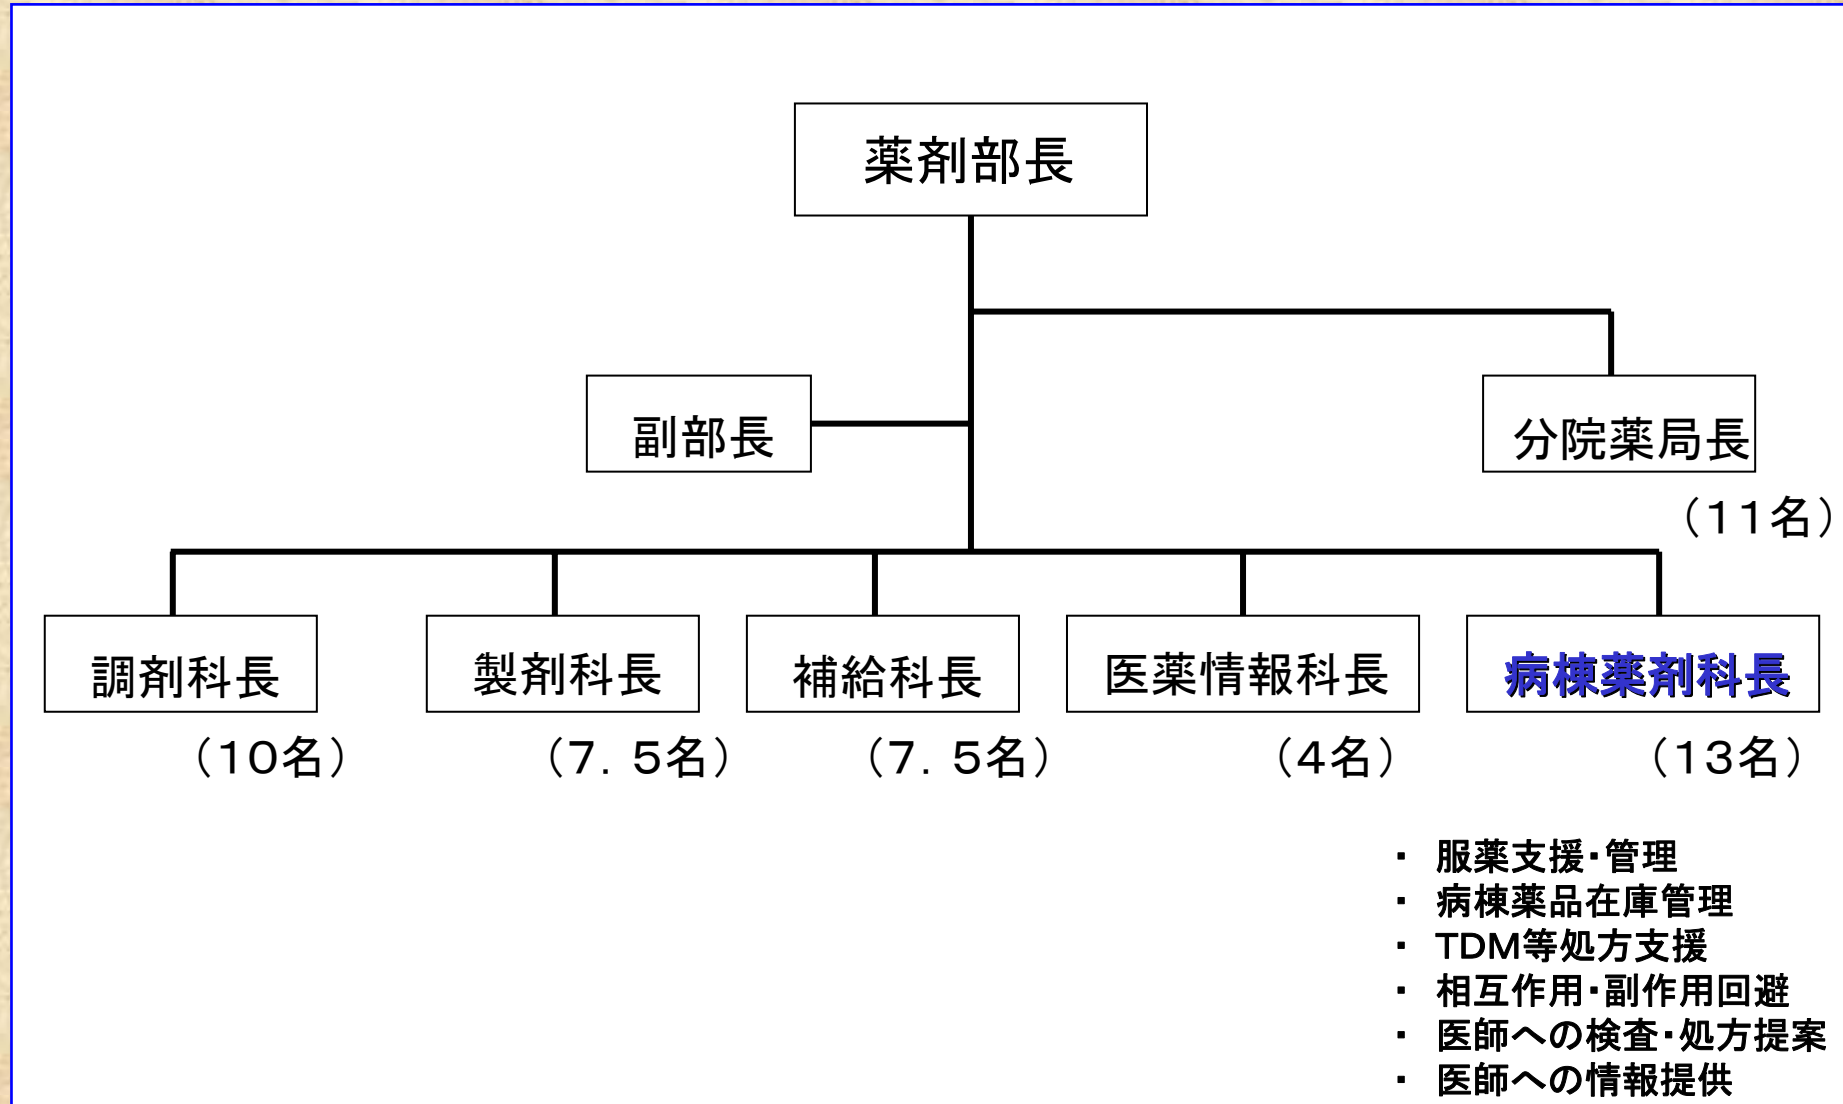 薬剤部長
副部長
分院薬局長
（11名）
調剤科長
製剤科長
補給科長
医薬情報科長
病棟薬剤科長
（10名）
（7．5名）
（7．5名）
（4名）
（13名）
・ 服薬支援・管理
・ 病棟薬品在庫管理
・ TDM等処方支援
・ 相互作用・副作用回避
・ 医師への検査・処方提案
・ 医師への情報提供